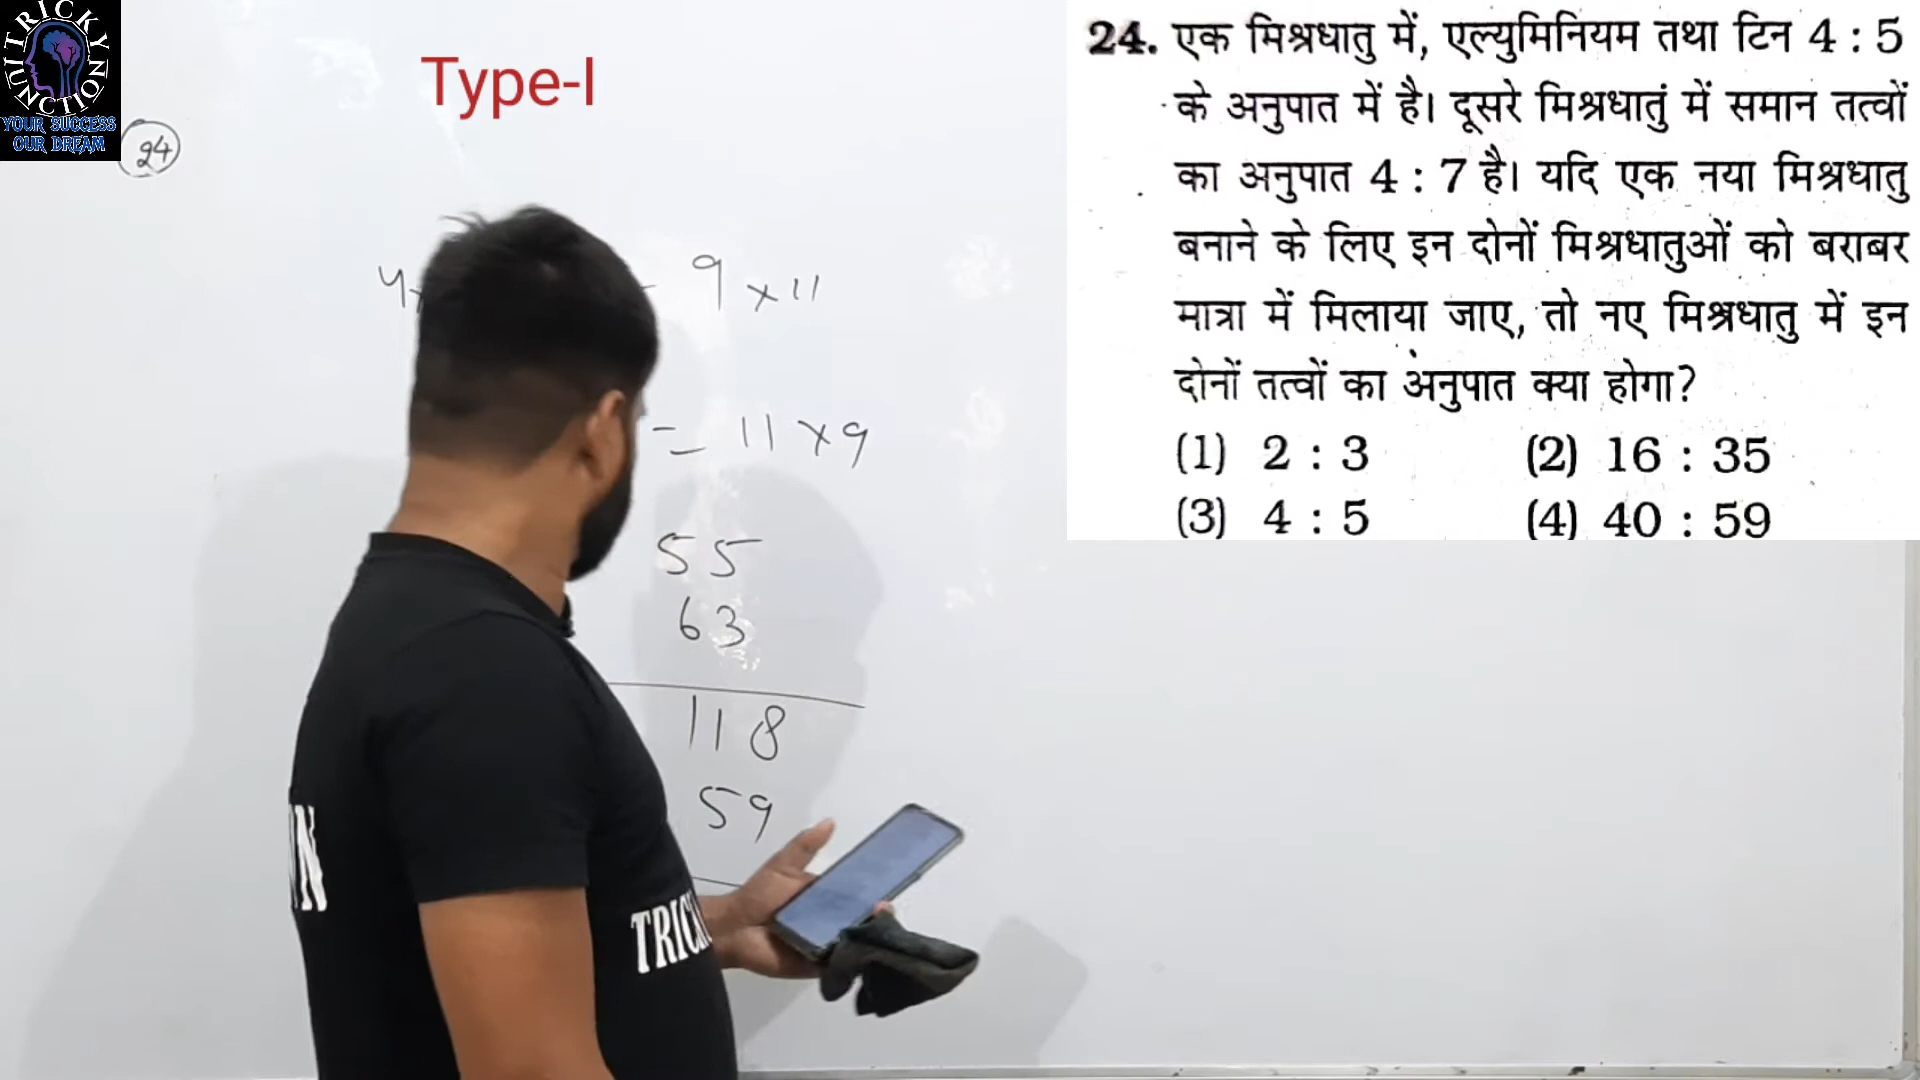 TRICKY
JUNCTION
YOUR SUCCESS
OUR DREAM
24
Type-I
24. एक मिश्रधातु में, एल्युमिनियम तथा टिन 4 : 5
के अनुपात में है। दूसरे मिश्रधातुं में समान तत्वों
का अनुपात 4 : 7 है। यदि एक नया मिश्रधातु
बनाने के लिए इन दोनों मिश्रधातुओं को बराबर
मात्रा में मिलाया जाए, तो नए मिश्रधातु में इन
दोनों तत्वों का अंनुपात क्या होगा?
(1) 2 : 3 (2) 16 : 35
(3) 4 : 5 (4) 40 : 59
4× 9 × 11
= 11 × 9
55
63
118
59
TRICK